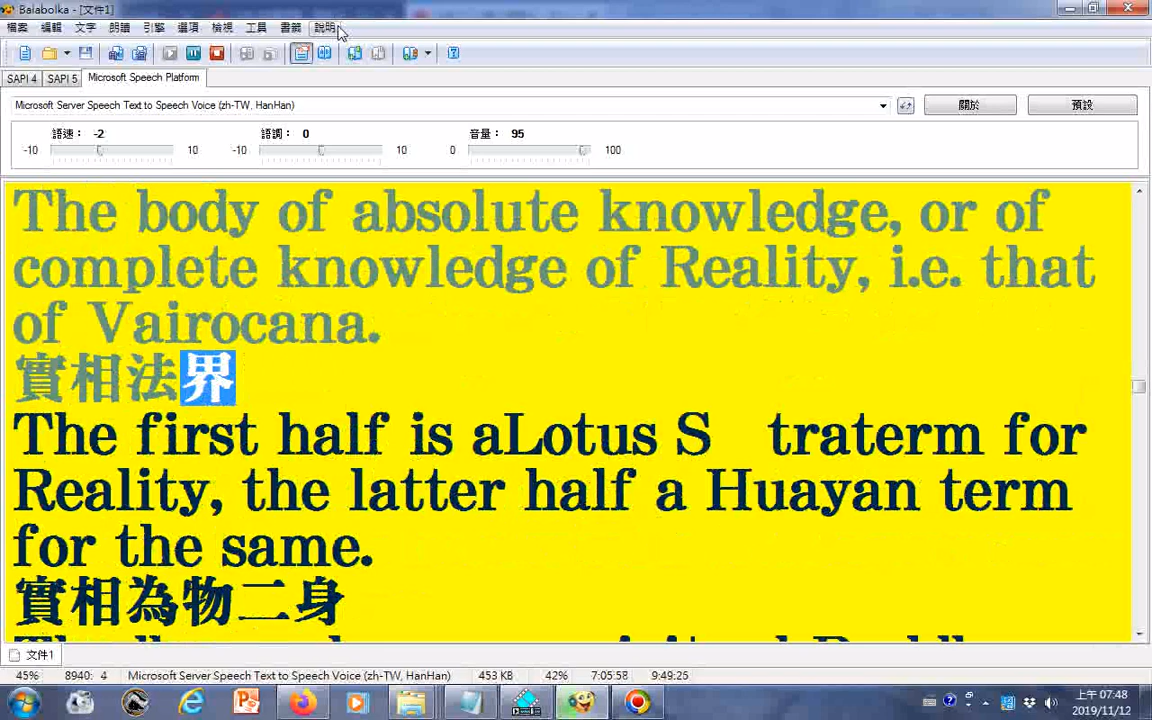 Balabolka - [文件1]
檔案 編輯 文字 朗讀 引擎 選項 檢視 工具 書籤 說明
SAPI 4 SAPI 5 Microsoft Speech Platform
Microsoft Server Speech Text to Speech Voice (zh-TW, HanHan) 關於 預設
語速： -2 語調： 0 音量： 95
-10 10 -10 10 0 100
The body of absolute knowledge, or of
complete knowledge of Reality, i.e. that
of Vairocana.
實相法界
The first half is aLotus S traterm for
Reality, the latter half a Huayan term
for the same.
實相為物二身
文件1
45% 8940: 4 Microsoft Server Speech Text to Speech Voice (zh-TW, HanHan) 453 KB 42% 7:05:58 9:49:25
上午 07:48
2019/11/12